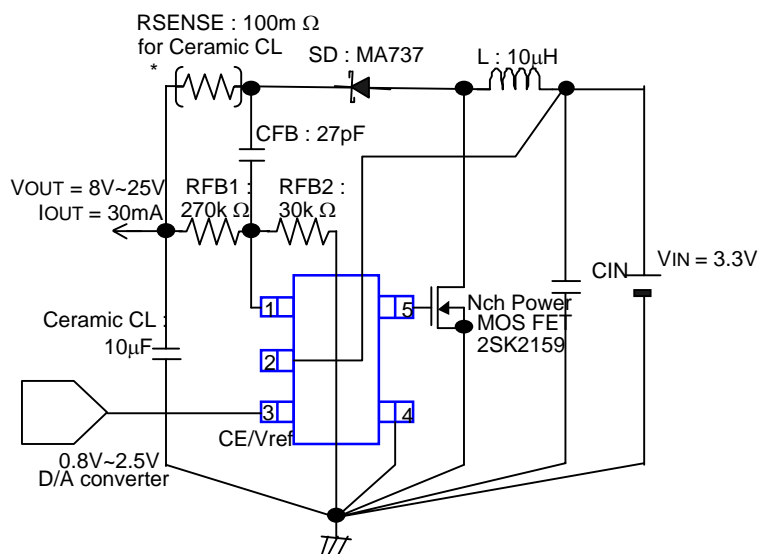 RSENSE : 100m Ω
for Ceramic CL
*
SD : MA737
L : 10μH
CFB : 27pF
VOUT = 8V~25V
IOUT = 30mA
RFB1 :
270k Ω
RFB2 :
30k Ω
CIN
VIN = 3.3V
1
5
Nch Power
MOS FET
2SK2159
Ceramic CL :
10μF
2
3
4
CE/Vref
0.8V~2.5V
D/A converter